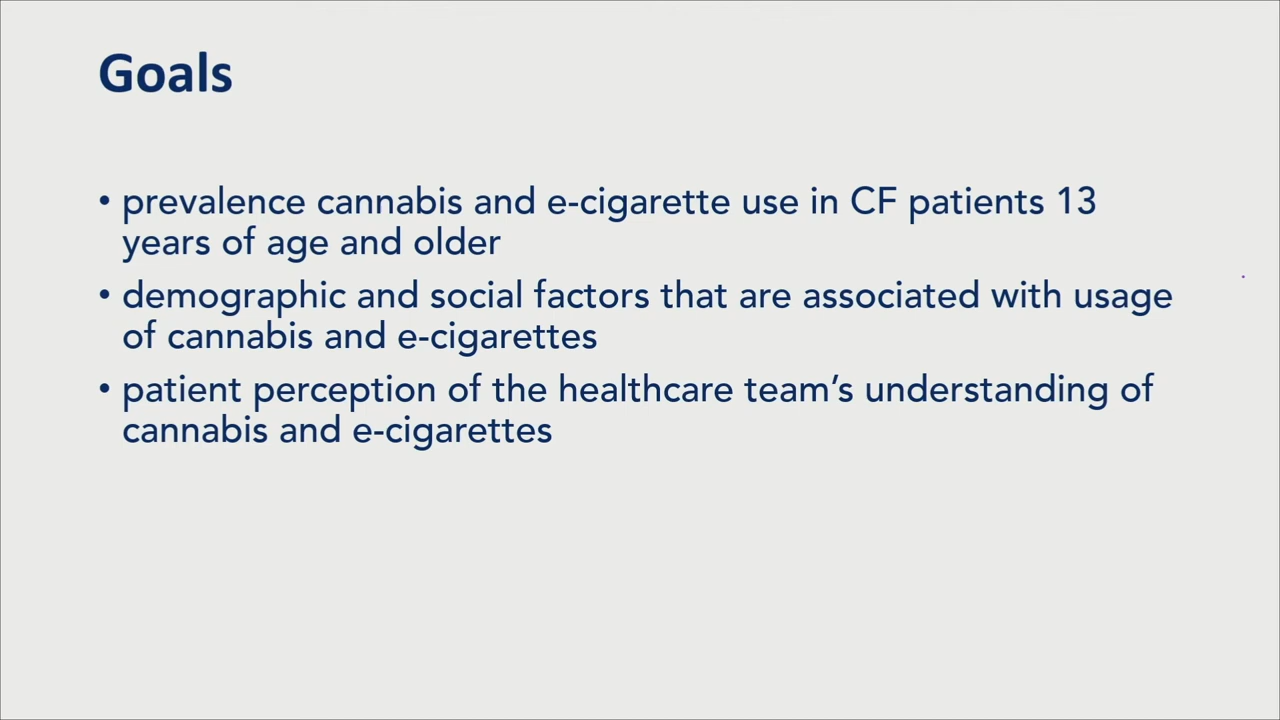 Goals
• prevalence cannabis and e-cigarette use in CF patients 13
years of age and older
• demographic and social factors that are associated with usage
of cannabis and e-cigarettes
• patient perception of the healthcare team’s understanding of
cannabis and e-cigarettes